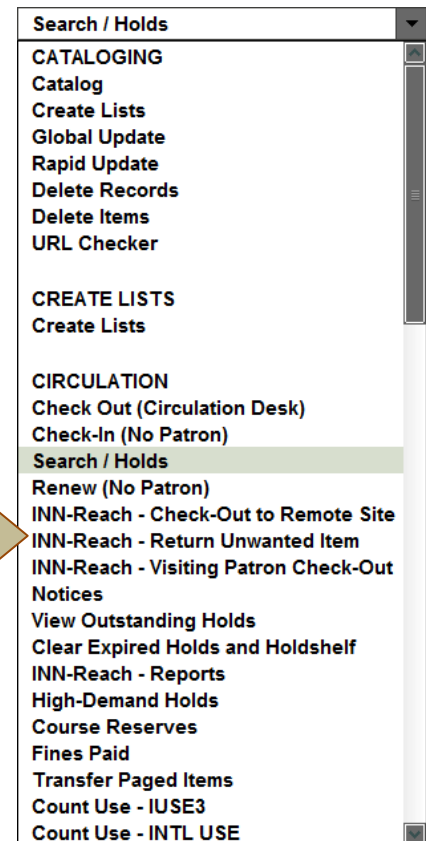 Search / Holds
CATALOGING
Catalog
Create Lists
Global Update
Rapid Update
Delete Records
Delete Items
URL Checker
CREATE LISTS
Create Lists
CIRCULATION
Check Out (Circulation Desk)
Check-In (No Patron)
Search / Holds
Renew (No Patron)
INN-Reach - Check-Out to Remote Site
INN-Reach - Return Unwanted Item
INN-Reach - Visiting Patron Check-Out
Notices
View Outstanding Holds
Clear Expired Holds and Holdshelf
INN-Reach - Reports
High-Demand Holds
Course Reserves
Fines Paid
Transfer Paged Items
Count Use - IUSE3
Count Use - INTL USE